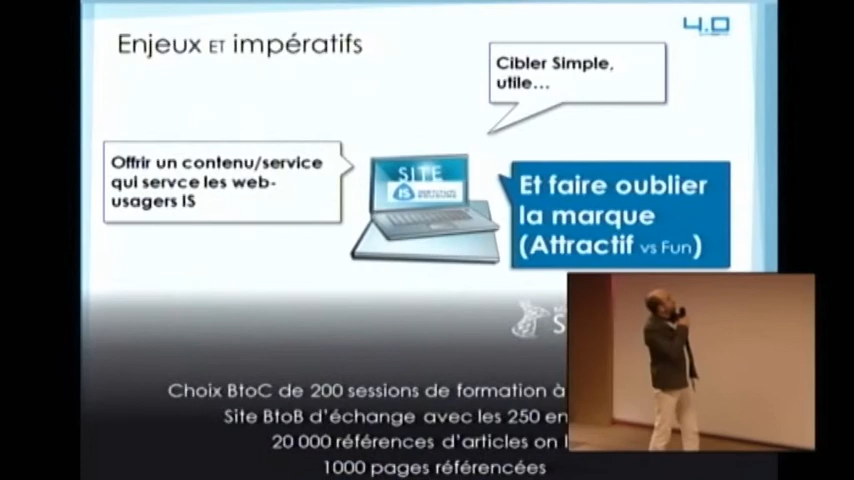 Enjeux ET impératifs
4.0
Cibler Simple,
utile...
Offrir un contenu/service
qui servce les web-
usagers IS
SITE
IS
Et faire oublier
la marque
(Attractif vs Fun)
S
Choix BtoC de 200 sessions de formation à
Site BtoB d'échange avec les 250 en
20 000 références d'articles on l
1000 pages référencées